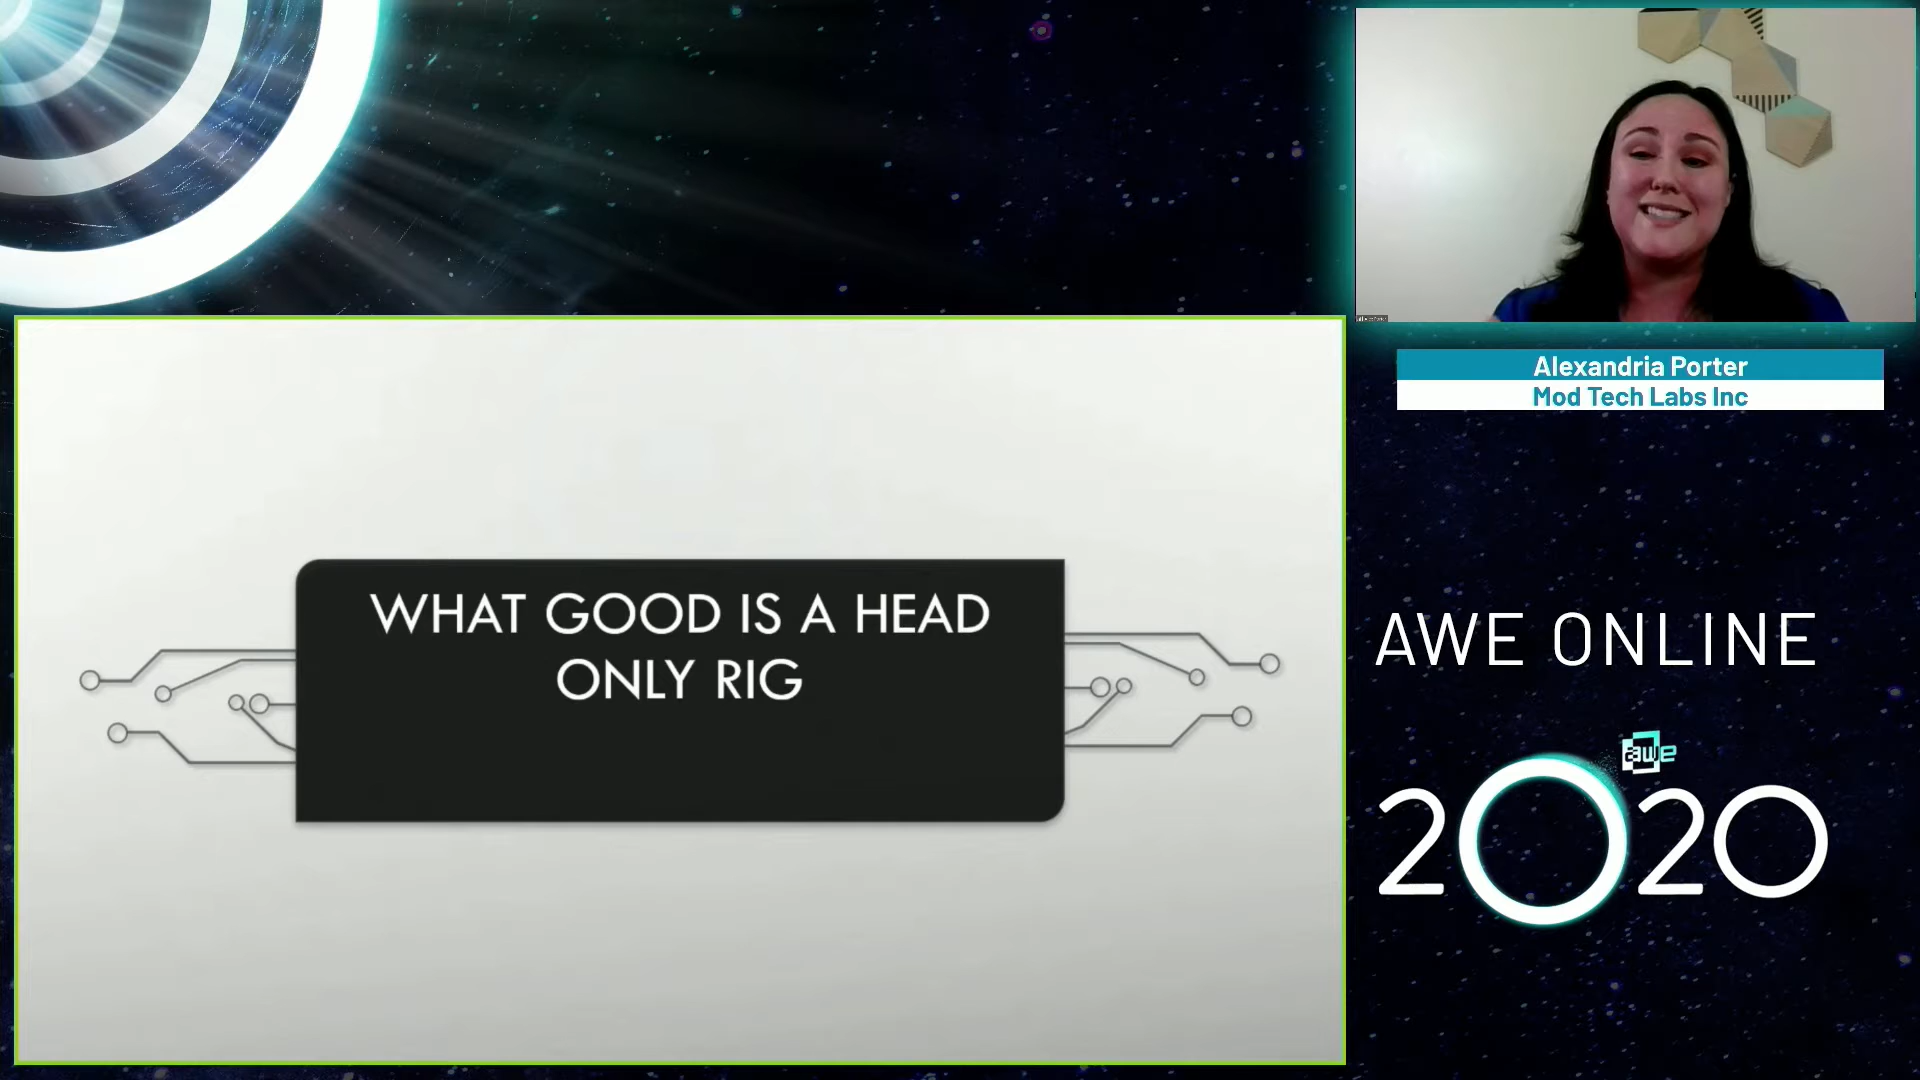 WHAT GOOD IS A HEAD
ONLY RIG
Alexandria Porter
Mod Tech Labs Inc
AWE ONLINE
awe
2020